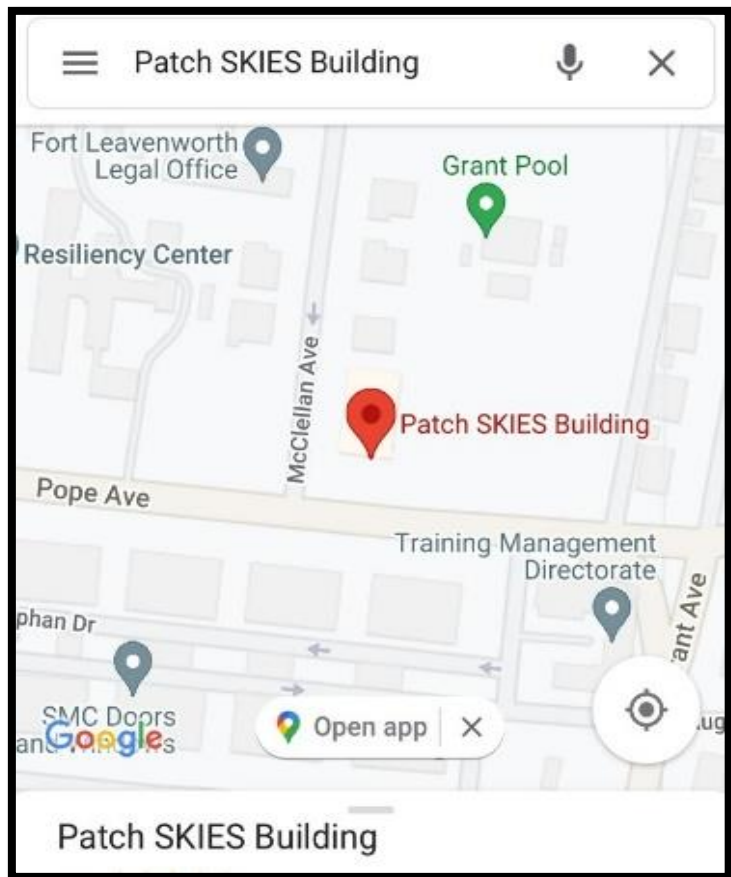 Patch SKIES Building
Fort Leavenworth
Legal Office
Grant Pool
Resiliency Center
McClellan Ave
Patch SKIES Building
Pope Ave
Training Management
Directorate
phan Dr
ant Ave
SMC Doors
Google
Open app
ug
Patch SKIES Building